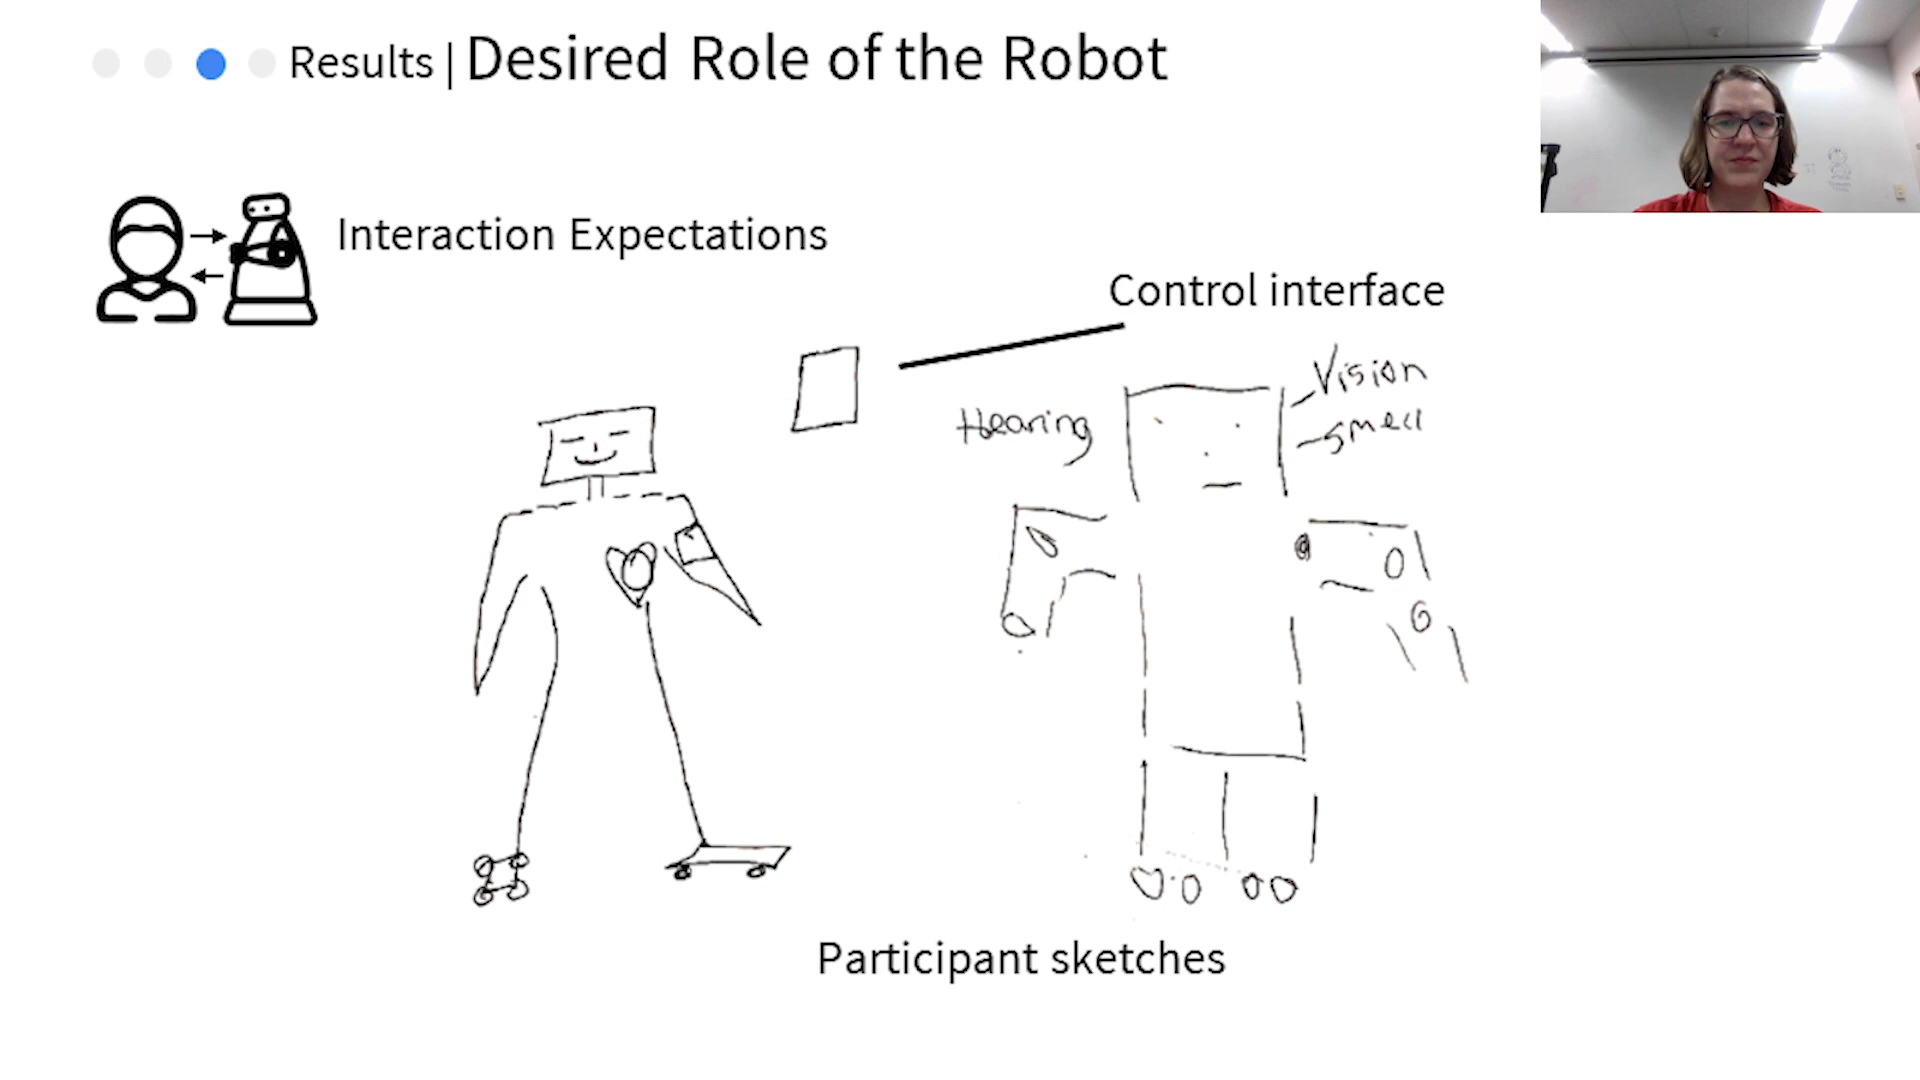 Results | Desired Role of the Robot
Interaction Expectations
Control interface
Vision
Hearing
smell
Participant sketches